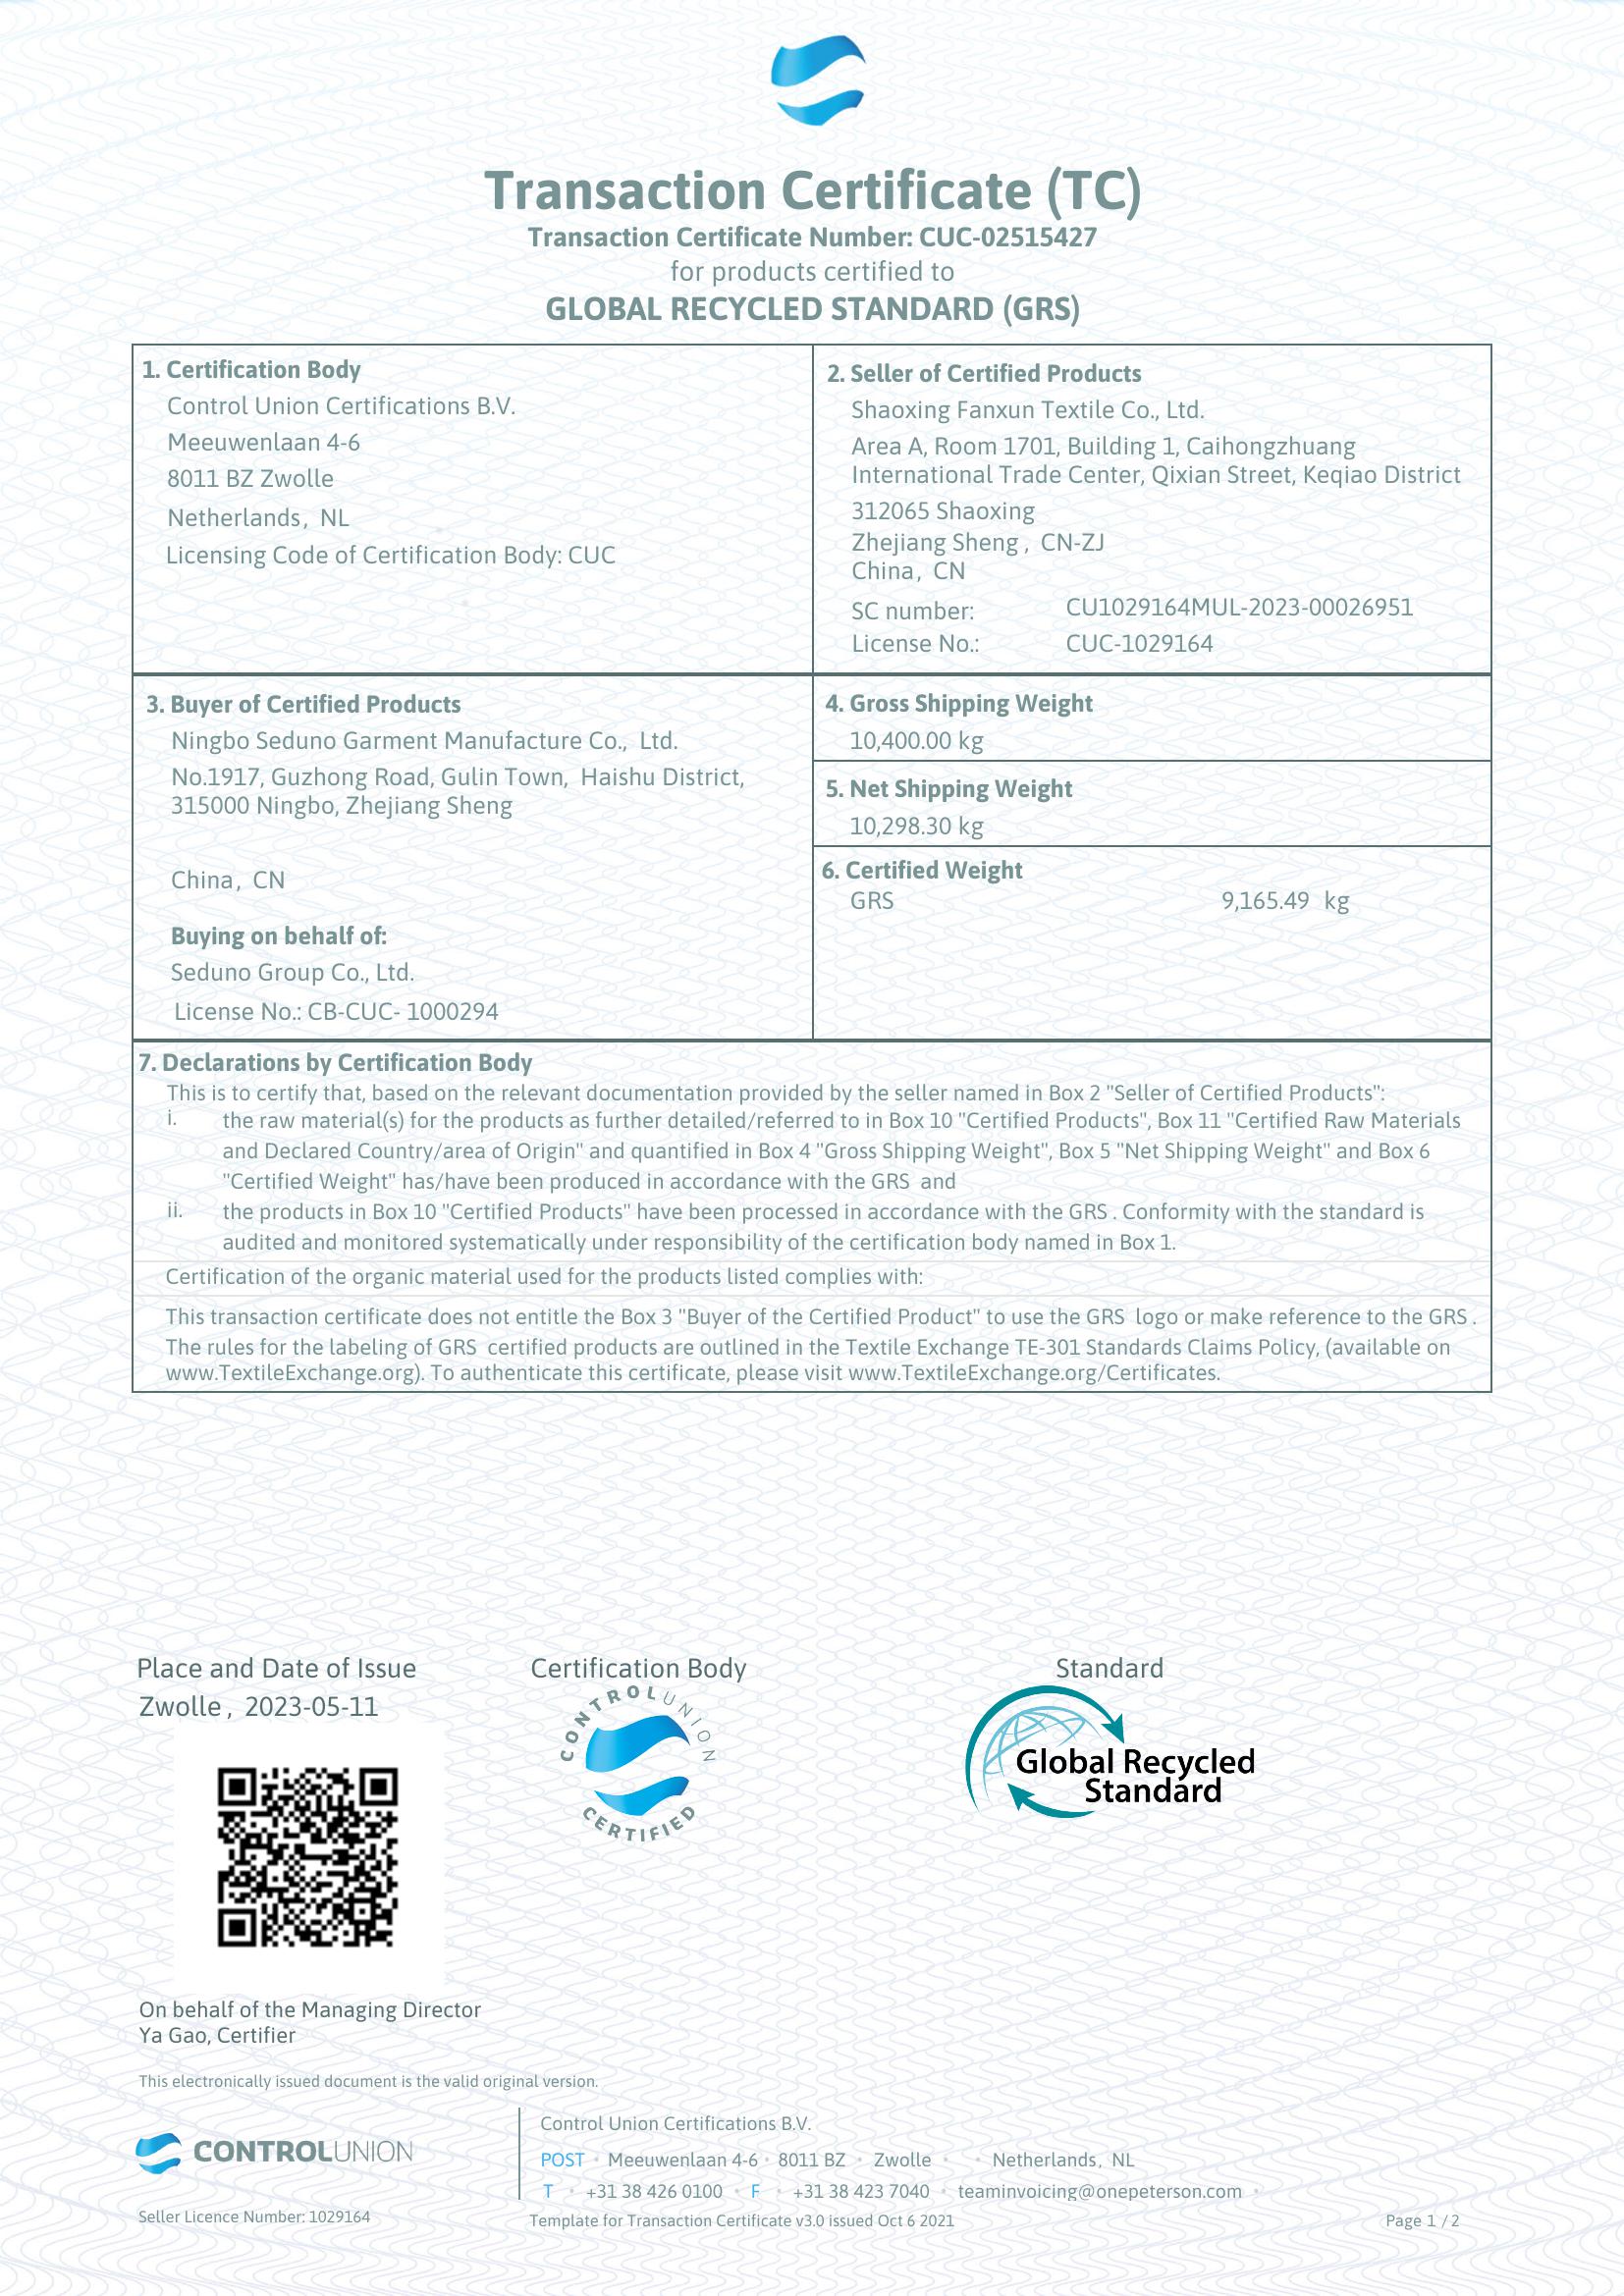 Transaction Certificate (TC)
Transaction Certificate Number: CUC-02515427
for products certified to
GLOBAL RECYCLED STANDARD (GRS)
1. Certification Body
Control Union Certifications B.V.
Meeuwenlaan 4-6
8011 BZ Zwolle
Netherlands, NL
Licensing Code of Certification Body: CUC
2. Seller of Certified Products
Shaoxing Fanxun Textile Co., Ltd.
Area A, Room 1701, Building 1, Caihongzhuang
International Trade Center, Qixian Street, Keqiao District
312065 Shaoxing
Zhejiang Sheng , CN-ZJ
China, CN
SC number: CU1029164MUL-2023-00026951
License No.: CUC-1029164
3. Buyer of Certified Products
Ningbo Seduno Garment Manufacture Co., Ltd.
No.1917, Guzhong Road, Gulin Town, Haishu District,
315000 Ningbo, Zhejiang Sheng
China, CN
Buying on behalf of:
Seduno Group Co., Ltd.
License No.: CB-CUC- 1000294
4. Gross Shipping Weight
10,400.00 kg
5. Net Shipping Weight
10,298.30 kg
6. Certified Weight
GRS 9,165.49 kg
7. Declarations by Certification Body
This is to certify that, based on the relevant documentation provided by the seller named in Box 2 "Seller of Certified Products":
i. the raw material(s) for the products as further detailed/referred to in Box 10 "Certified Products", Box 11 "Certified Raw Materials
and Declared Country/area of Origin" and quantified in Box 4 "Gross Shipping Weight", Box 5 "Net Shipping Weight" and Box 6
"Certified Weight" has/have been produced in accordance with the GRS and
ii. the products in Box 10 "Certified Products" have been processed in accordance with the GRS . Conformity with the standard is
audited and monitored systematically under responsibility of the certification body named in Box 1.
Certification of the organic material used for the products listed complies with:
This transaction certificate does not entitle the Box 3 "Buyer of the Certified Product" to use the GRS logo or make reference to the GRS .
The rules for the labeling of GRS certified products are outlined in the Textile Exchange TE-301 Standards Claims Policy, (available on
www.TextileExchange.org). To authenticate this certificate, please visit www.TextileExchange.org/Certificates.
Place and Date of Issue
Zwolle , 2023-05-11
Certification Body
CONTROLUNION
CERTIFIED
Standard
Global Recycled
Standard
On behalf of the Managing Director
Ya Gao, Certifier
This electronically issued document is the valid original version.
CONTROLUNION
Control Union Certifications B.V.
POST • Meeuwenlaan 4-6 • 8011 BZ • Zwolle • • Netherlands, NL
T • +31 38 426 0100 • F • +31 38 423 7040 • teaminvoicing@onepeterson.com •
Seller Licence Number: 1029164
Template for Transaction Certificate v3.0 issued Oct 6 2021
Page 1 / 2